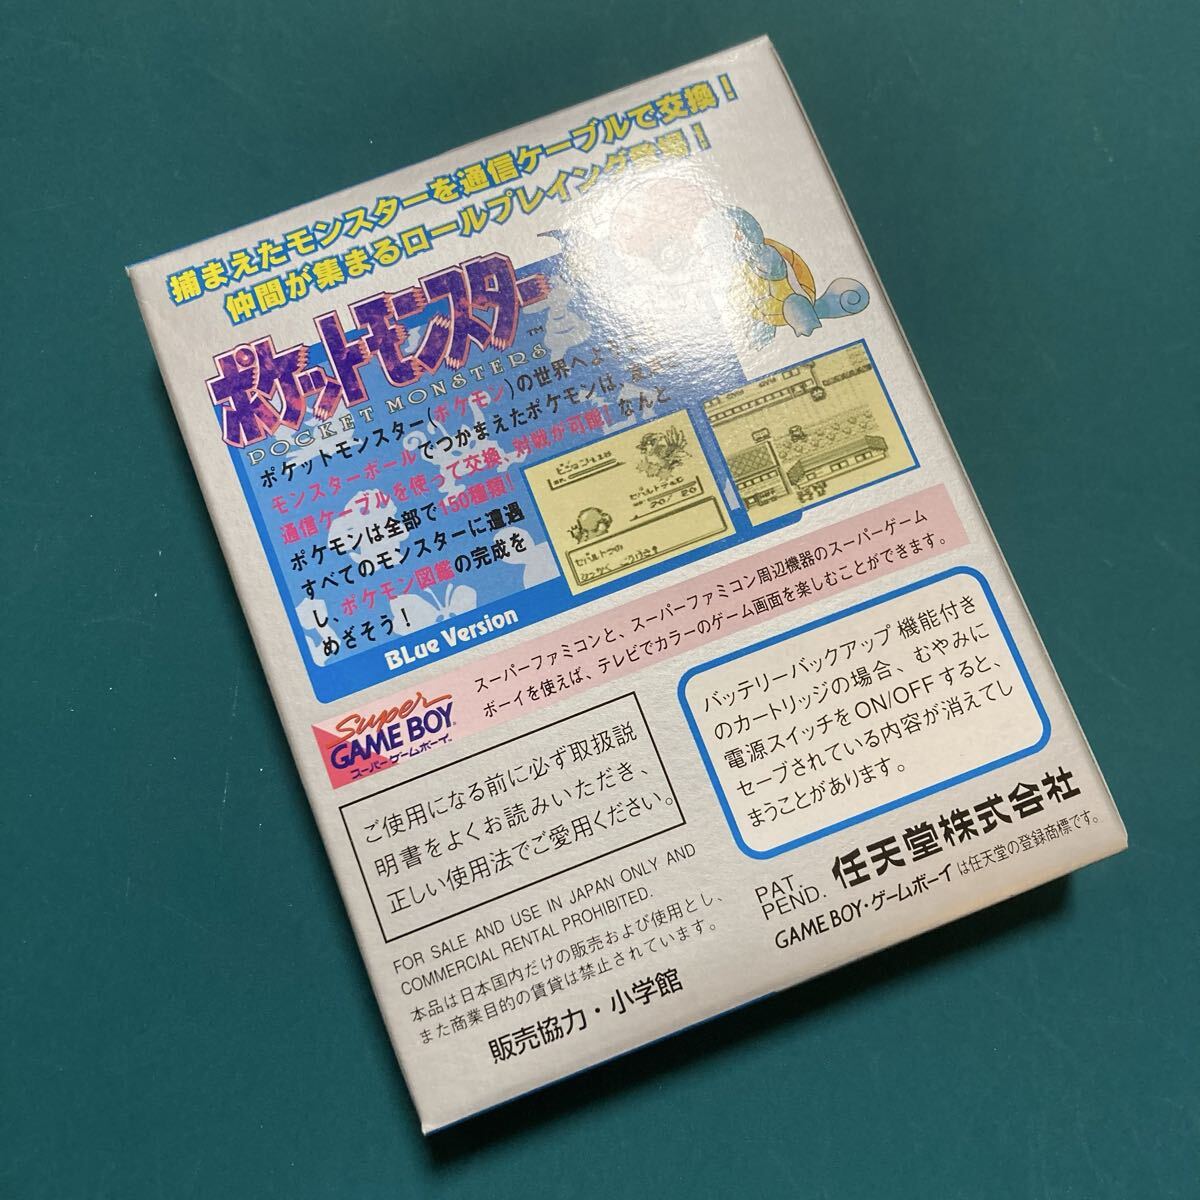 捕まえたモンスターを通信ケーブルで交換!
仲間が集まるロールプレイング登場!
ポケットモンスター
TM
POCKET MONSTERS
ポケットモンスター(ポケモン)の世界へよ
モンスターボールでつかまえたポケモンは、
通信ケーブルを使って交換、対戦が可能!なんと
ポケモンは全部で150種類!
すべてのモンスターに遭遇
し、ポケモン図鑑の完成を
めざそう!
BLue Version
GYM
20/ 20
Super
GAME BOY
スーパーゲームボーイ
スーパーファミコンと、スーパーファミコン周辺機器のスーパーゲーム
ボーイを使えば、テレビでカラーのゲーム画面を楽しむことができます。
ご使用になる前に必ず取扱説
明書をよくお読みいただき、
正しい使用法でご愛用ください。
バッテリーバックアップ機能付き
のカートリッジの場合、むやみに
電源スイッチをON/OFFすると、
セーブされている内容が消えてし
まうことがあります。
FOR SALE AND USE IN JAPAN ONLY AND
COMMERCIAL RENTAL PROHIBITED.
本品は日本国内だけの販売および使用とし、
また商業目的の賃貸は禁止されています。
販売協力・小学館
PAT.
PEND.
任天堂株式会社
GAME BOY・ゲームボーイは任天堂の登録商標です。